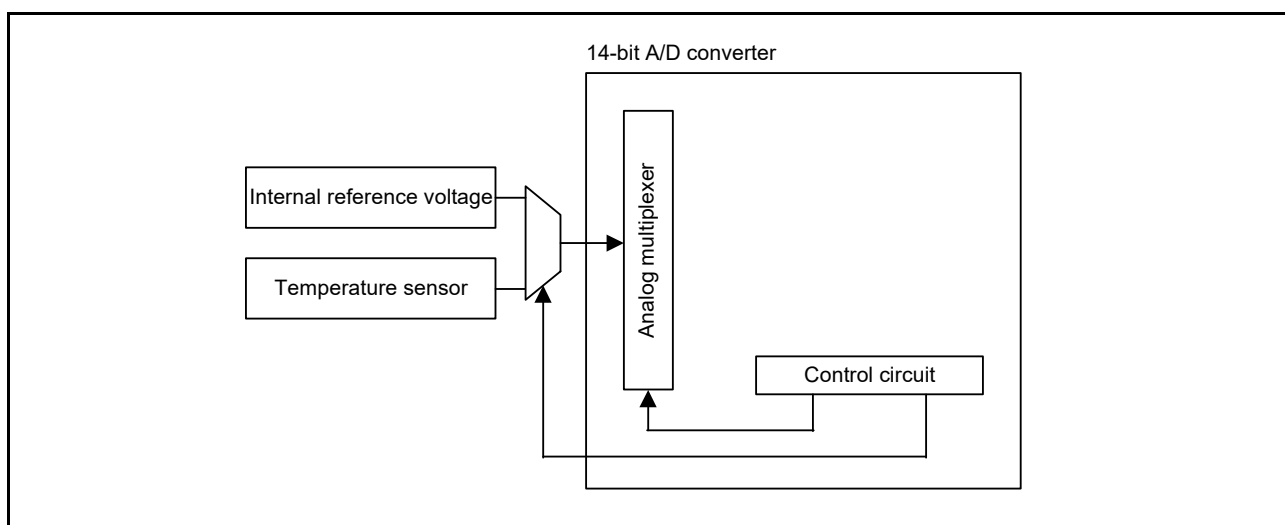 14-bit A/D converter
Internal reference voltage
Temperature sensor
Analog multiplexer
Control circuit